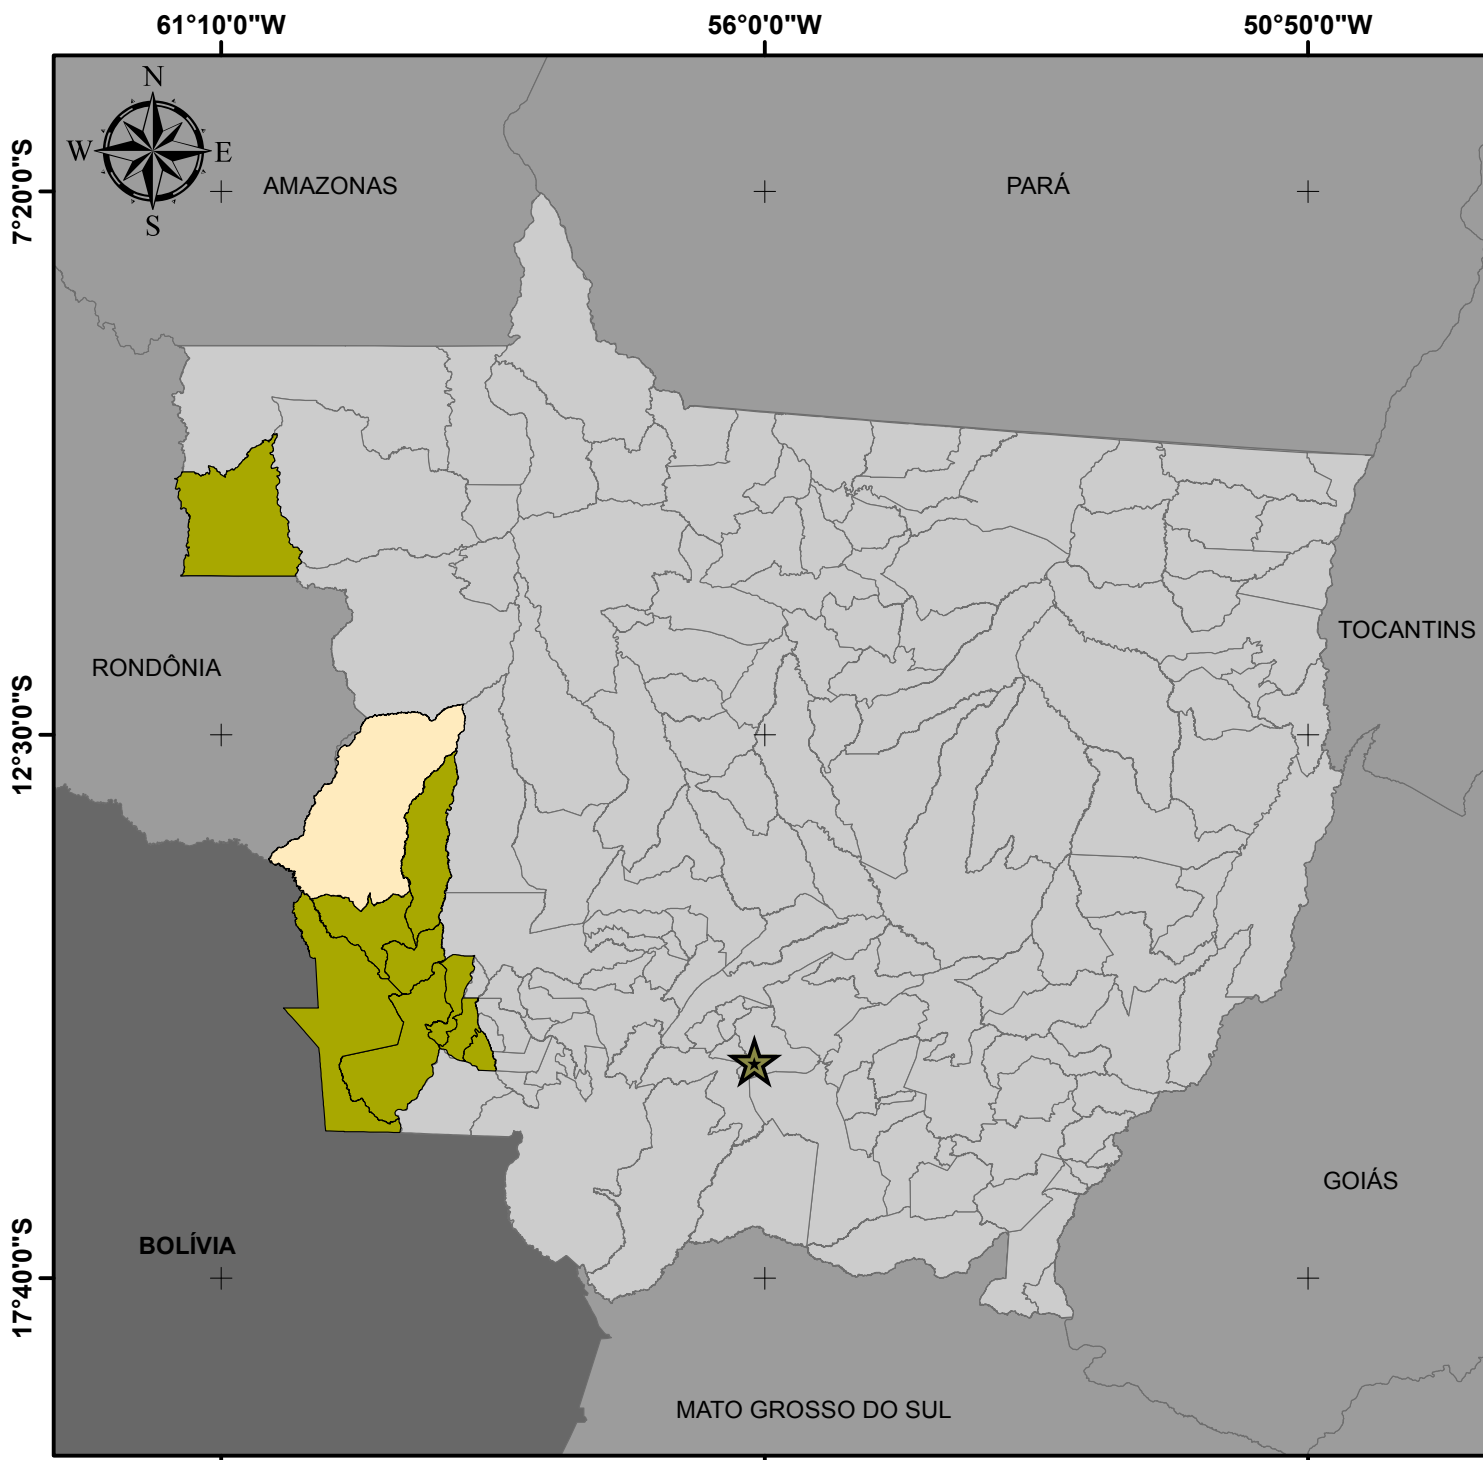 61°10'0"W 56°0'0"W 50°50'0"W
N
W E
S
7°20'0"S
AMAZONAS
PARÁ
TOCANTINS
RONDÔNIA
12°30'0"S
GOIÁS
BOLÍVIA
17°40'0"S
MATO GROSSO DO SUL